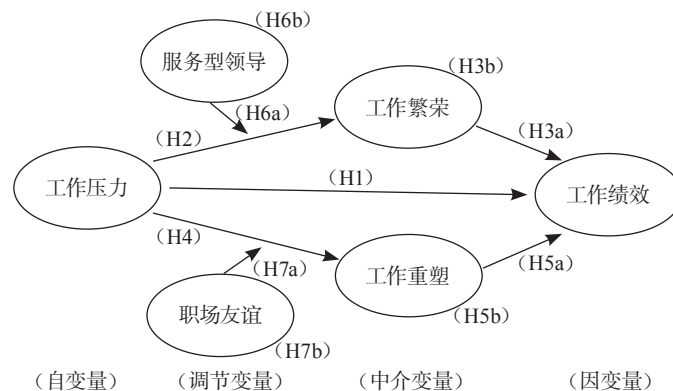 （H6b）
服务型领导
（H3b）
（H6a）
工作繁荣
（H2）
（H3a）
工作压力
（H1）
工作绩效
（H4）
（H7a）
工作重塑
（H5a）
职场友谊
（H5b）
（H7b）
（自变量）
（调节变量）
（中介变量）
（因变量）